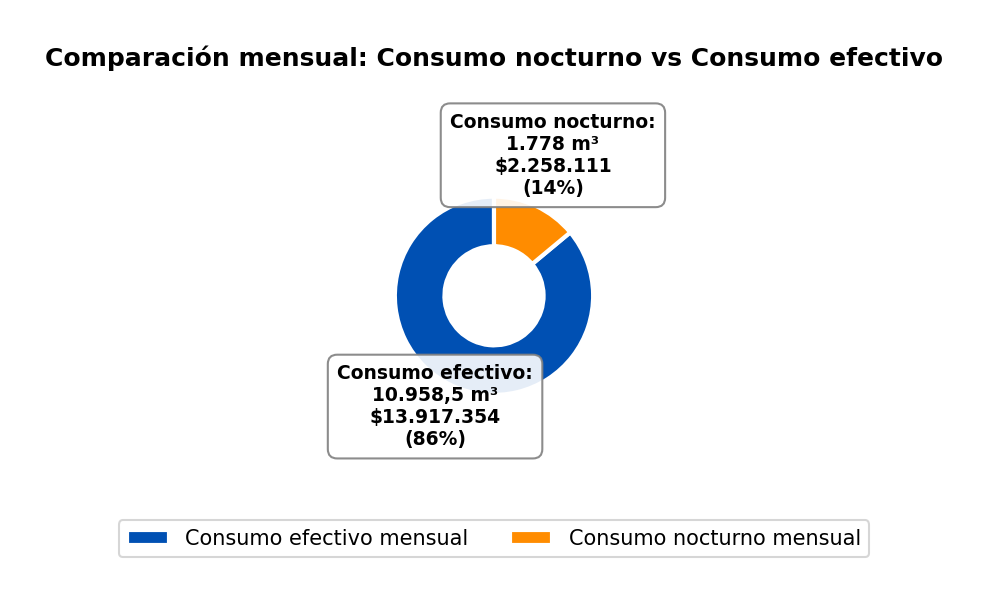 Comparación mensual: Consumo nocturno vs Consumo efectivo
Consumo nocturno:
1.778 m³
$2.258.111
(14%)
Consumo efectivo:
10.958,5 m³
$13.917.354
(86%)
Consumo efectivo mensual
Consumo nocturno mensual